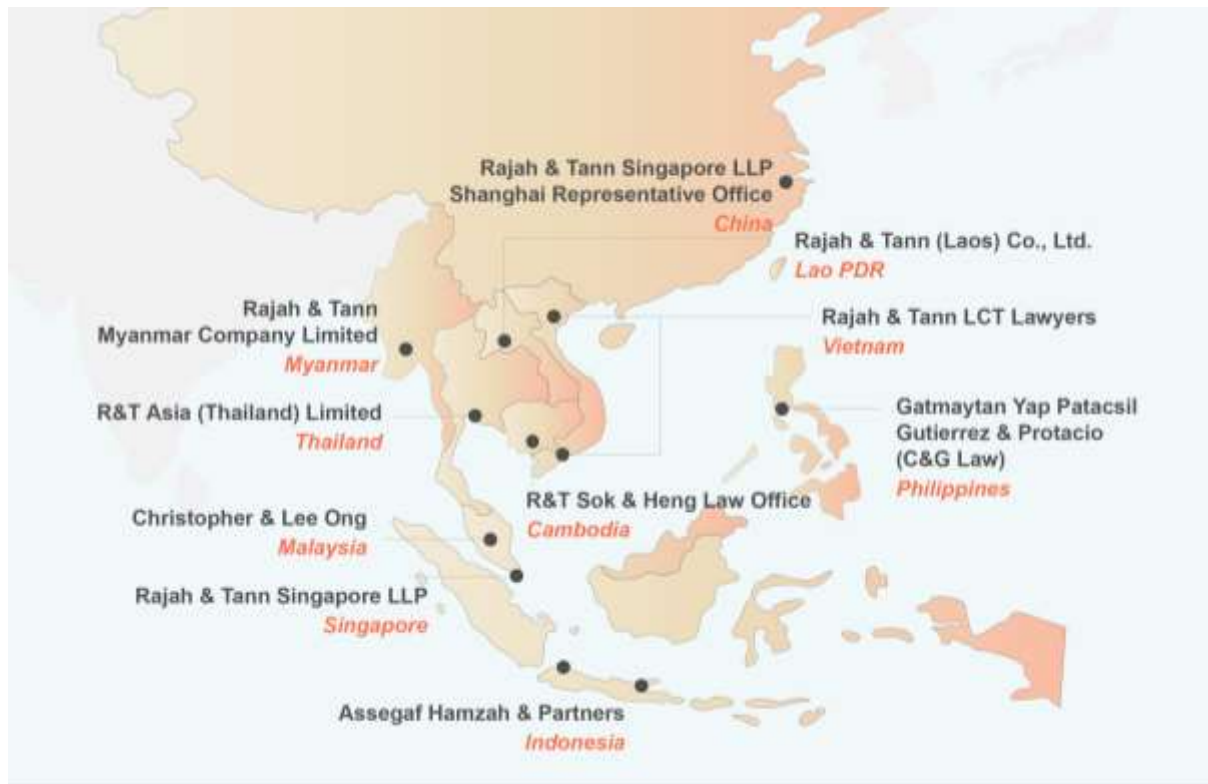 Rajah & Tann Singapore LLP
Shanghai Representative Office
China
Rajah & Tann (Laos) Co., Ltd.
Lao PDR
Rajah & Tann
Myanmar Company Limited
Myanmar
Rajah & Tann LCT Lawyers
Vietnam
R&T Asia (Thailand) Limited
Thailand
Gatmaytan Yap Patacsil
Gutierrez & Protacio
(C&G Law)
Philippines
R&T Sok & Heng Law Office
Cambodia
Christopher & Lee Ong
Malaysia
Rajah & Tann Singapore LLP
Singapore
Assegaf Hamzah & Partners
Indonesia